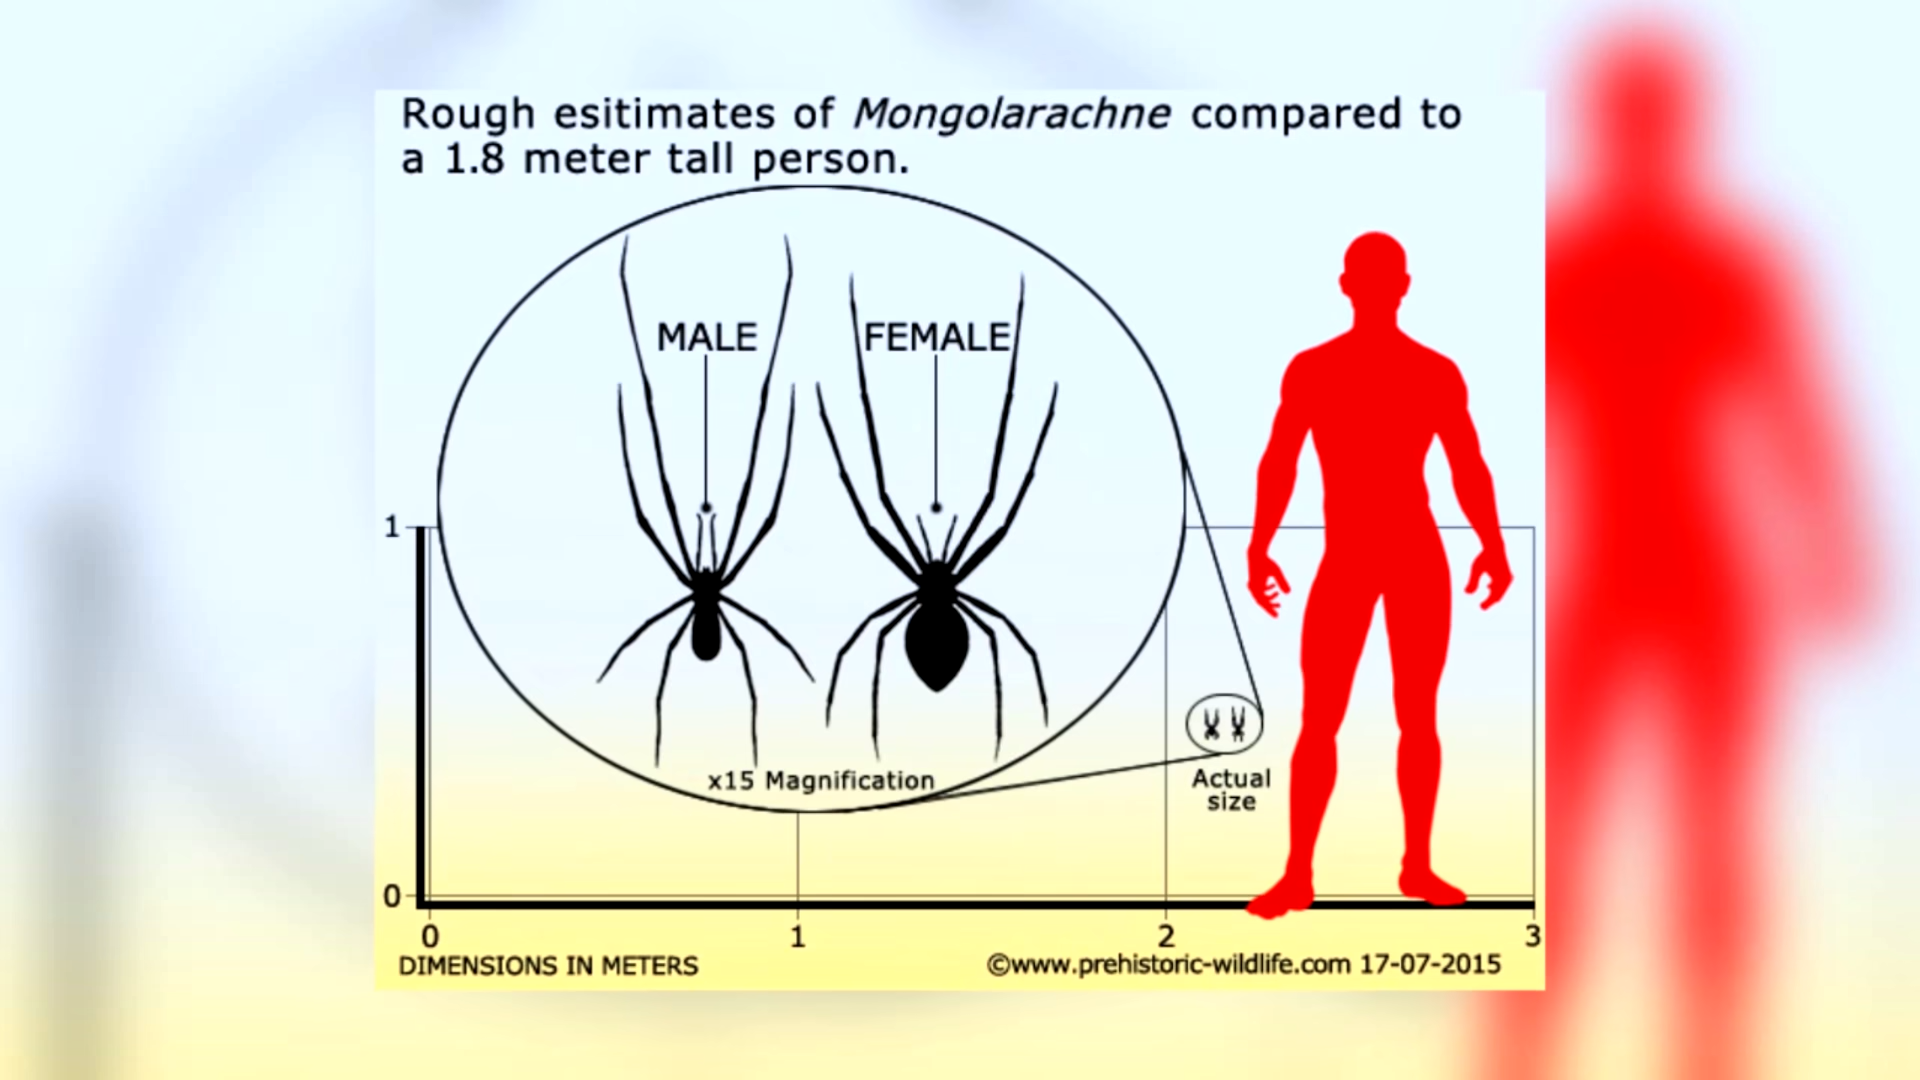 Rough esitimates of Mongolarachne compared to
a 1.8 meter tall person.
MALE
FEMALE
1
x15 Magnification
Actual
size
0
0
1
2
3
DIMENSIONS IN METERS
©www.prehistoric-wildlife.com 17-07-2015